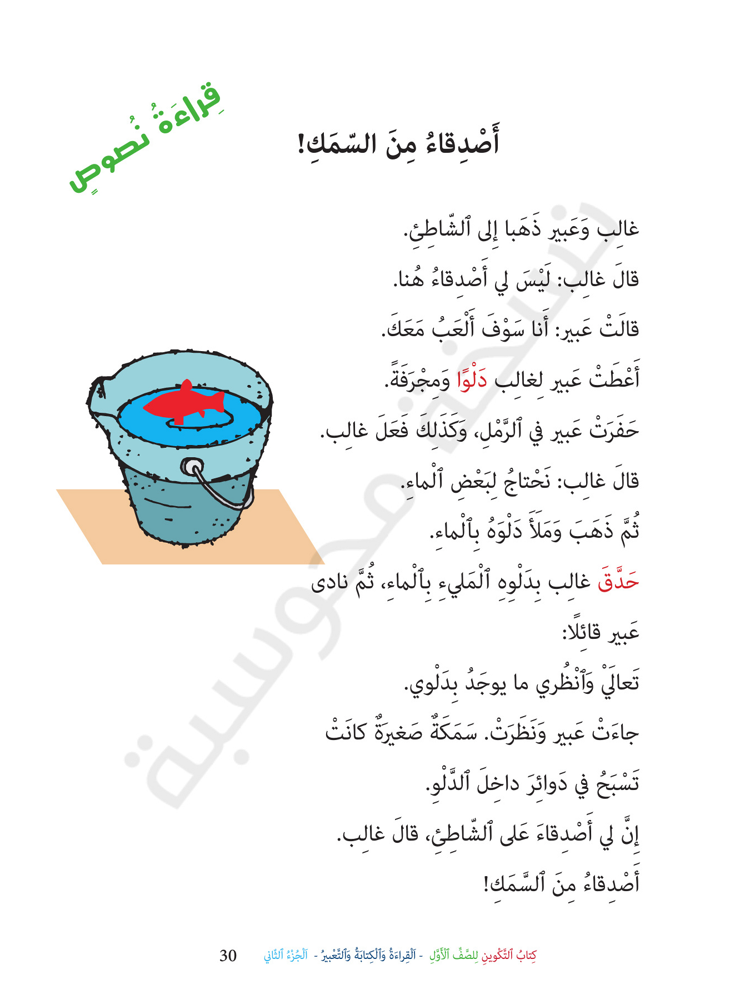 قِراءَةُ نُصوصٍ
أَصْدِقاءُ مِنَ السّمَكِ!
غالِب وَعَبير ذَهَبا إِلى ٱلشّاطِئِ.
قالَ غالِب: لَيْسَ لي أَصْدِقاءُ هُنا.
قالَتْ عَبير: أَنا سَوْفَ أَلْعَبُ مَعَكَ.
أَعْطَتْ عَبير لِغالِب دَلْوًا وَمِجْرَفَةً.
حَفَرَتْ عَبير في ٱلرَّمْلِ، وَكَذَلِكَ فَعَلَ غالِب.
قالَ غالِب: نَحْتاجُ لِبَعْضِ ٱلْماءِ.
ثُمَّ ذَهَبَ وَمَلَأَ دَلْوَهُ بِٱلْماءِ.
حَدَّقَ غالِب بِدَلْوِهِ ٱلْمَليءِ بِٱلْماءِ، ثُمَّ نادى
عَبير قائِلًا:
تَعالَيْ وَٱنْظُري ما يوجَدُ بِدَلْوي.
جاءَتْ عَبير وَنَظَرَتْ. سَمَكَةٌ صَغيرَةٌ كانَتْ
تَسْبَحُ في دَوائِرَ داخِلَ ٱلدَّلْوِ.
إِنَّ لي أَصْدِقاءَ عَلى ٱلشّاطِئِ، قالَ غالِب.
أَصْدِقاءُ مِنَ ٱلسَّمَكِ!
نسخة محوسبة
كِتابُ ٱلتَّكْوينِ لِلصَّفِّ ٱلْأَوَّلِ - اَلْقِراءَةُ وَٱلْكِتابَةُ وَٱلتَّعْبيرُ - اَلْجُزْءُ ٱلثّاني 30